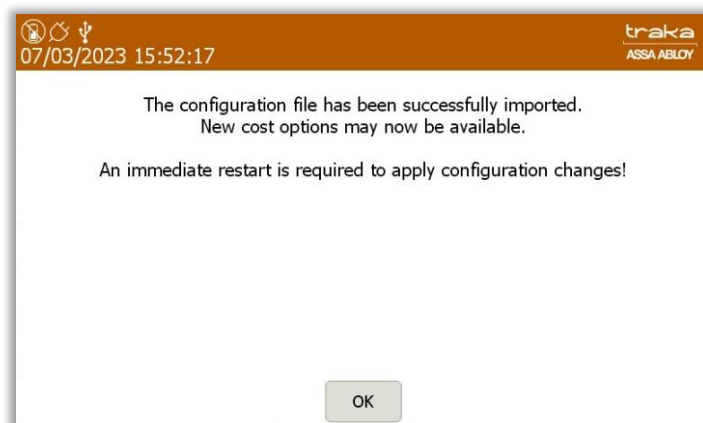 traka
07/03/2023 15:52:17
ASSA ABLOY
The configuration file has been successfully imported.
New cost options may now be available.
An immediate restart is required to apply configuration changes!
OK